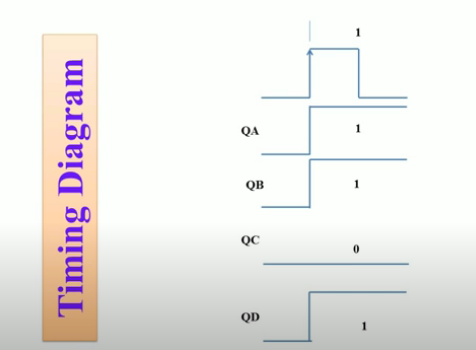 Timing Diagram
1
QA 1
QB 1
QC 0
QD 1